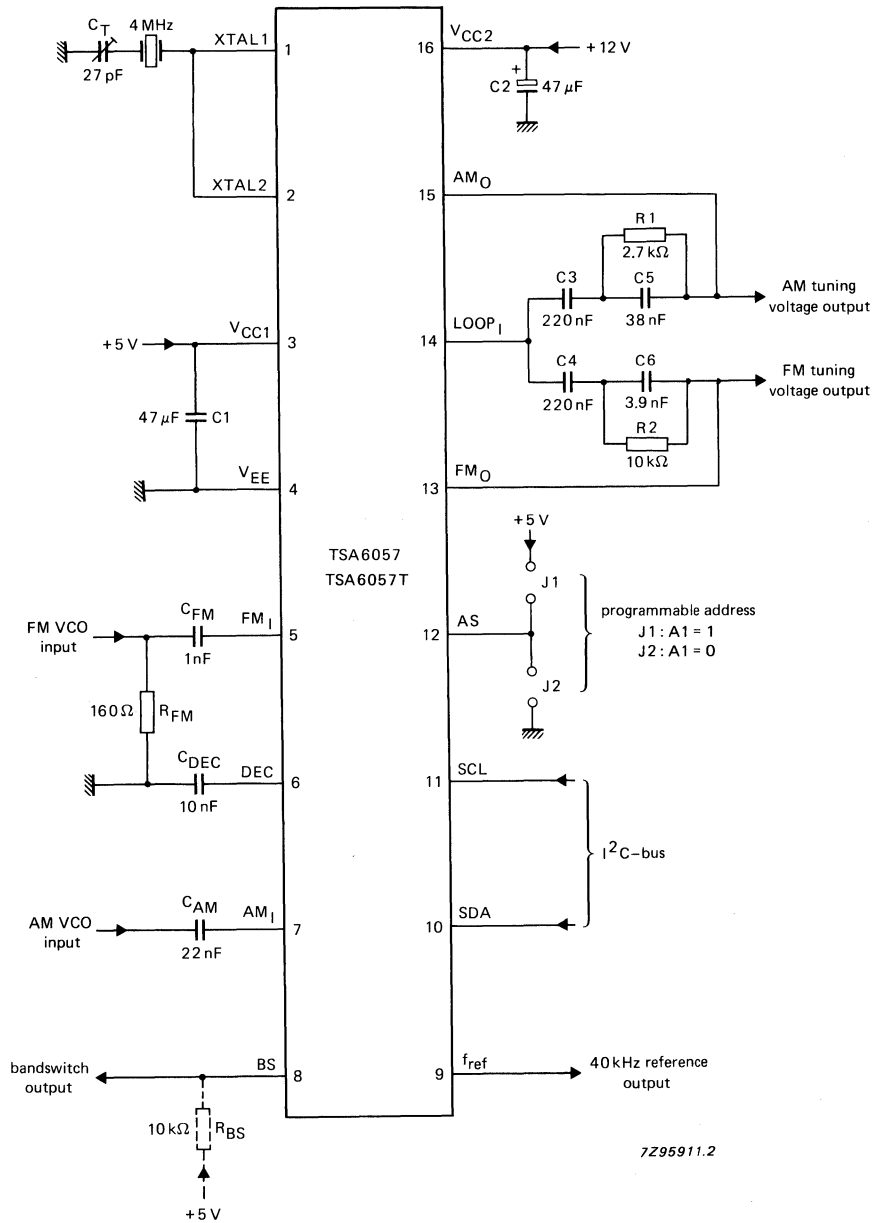 C_T
4 MHz
27 pF
XTAL1
1
XTAL2
2
+5 V
V_CC1
3
47 μF
C1
V_EE
4
FM VCO
input
C_FM
1 nF
FM_I
5
160 Ω
R_FM
C_DEC
10 nF
DEC
6
AM VCO
input
C_AM
22 nF
AM_I
7
bandswitch
output
BS
8
10 kΩ
R_BS
+5 V
TSA6057
TSA6057T
16
V_CC2
+12 V
+
C2
47 μF
15
AM_O
R1
2.7 kΩ
C3
C5
220 nF
38 nF
AM tuning
voltage output
14
LOOP_I
C4
C6
220 nF
3.9 nF
R2
10 kΩ
FM tuning
voltage output
13
FM_O
+5 V
J1
12
AS
J2
programmable address
J1 : A1 = 1
J2 : A1 = 0
11
SCL
I²C-bus
10
SDA
9
f_ref
40 kHz reference
output
7Z95911.2